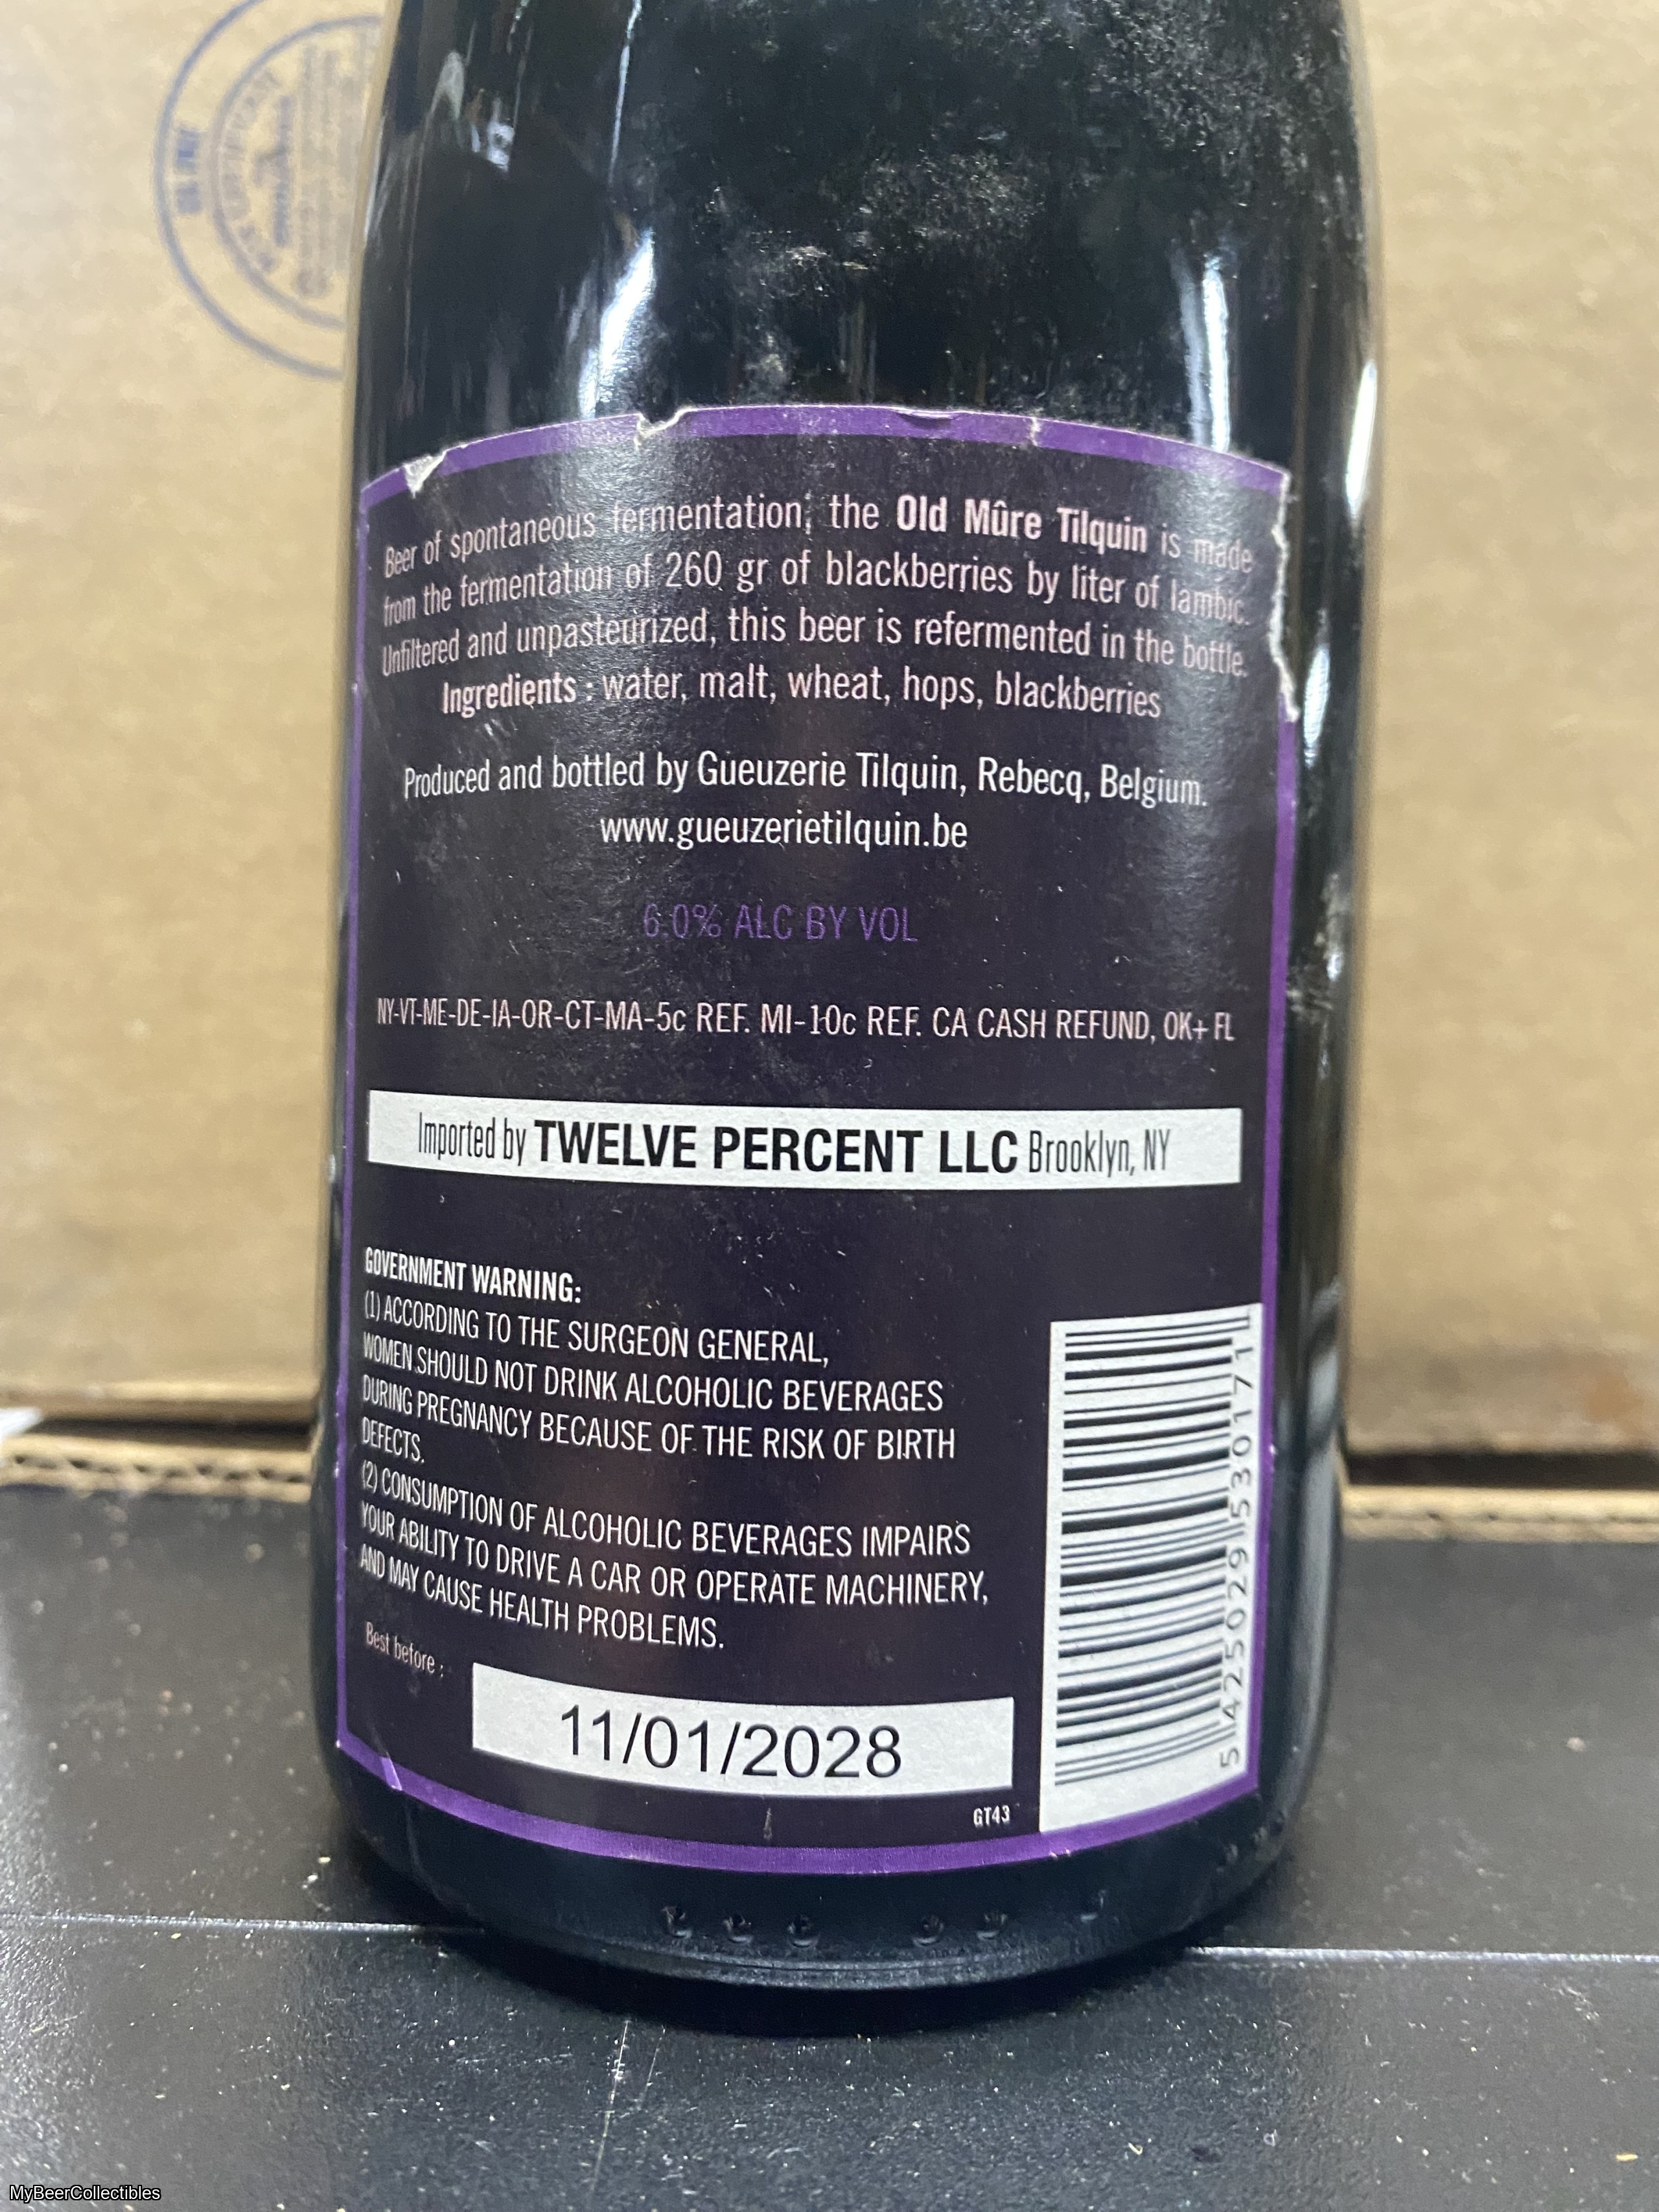 Beer of spontaneous fermentation, the Old Mûre Tilquin is made
from the fermentation of 260 gr of blackberries by liter of lambic.
Unfiltered and unpasteurized, this beer is refermented in the bottle.
Ingredients : water, malt, wheat, hops, blackberries
Produced and bottled by Gueuzerie Tilquin, Rebecq, Belgium.
www.gueuzerietilquin.be
6.0% ALC BY VOL
NY-VT-ME-DE-IA-OR-CT-MA-5c REF. MI-10c REF. CA CASH REFUND, OK+ FL
Imported by TWELVE PERCENT LLC Brooklyn, NY
GOVERNMENT WARNING:
(1) ACCORDING TO THE SURGEON GENERAL,
WOMEN SHOULD NOT DRINK ALCOHOLIC BEVERAGES
DURING PREGNANCY BECAUSE OF THE RISK OF BIRTH
DEFECTS.
(2) CONSUMPTION OF ALCOHOLIC BEVERAGES IMPAIRS
YOUR ABILITY TO DRIVE A CAR OR OPERATE MACHINERY,
AND MAY CAUSE HEALTH PROBLEMS.
Best before :
11/01/2028
GT43
5 425029 530171
MyBeerCollectibles